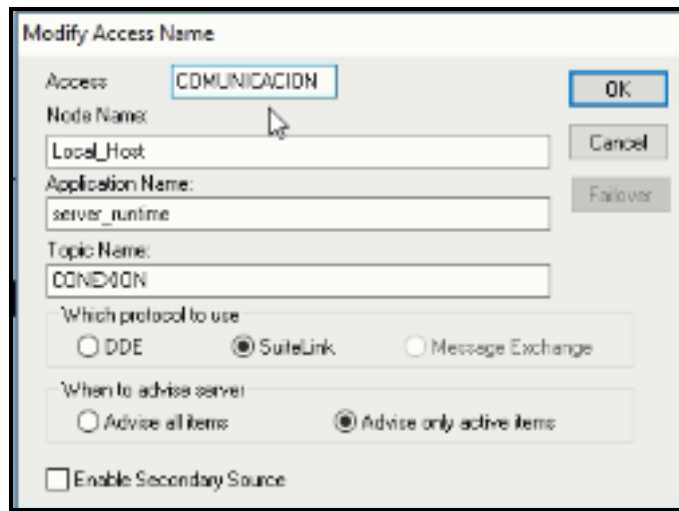 Modify Access Name
Access COMUNICACION
OK
Node Name:
Local_Host
Cancel
Application Name:
Failover
server_runtime
Topic Name:
CONEXION
Which protocol to use
DDE SuiteLink Message Exchange
When to advise server
Advise all items Advise only active items
Enable Secondary Source